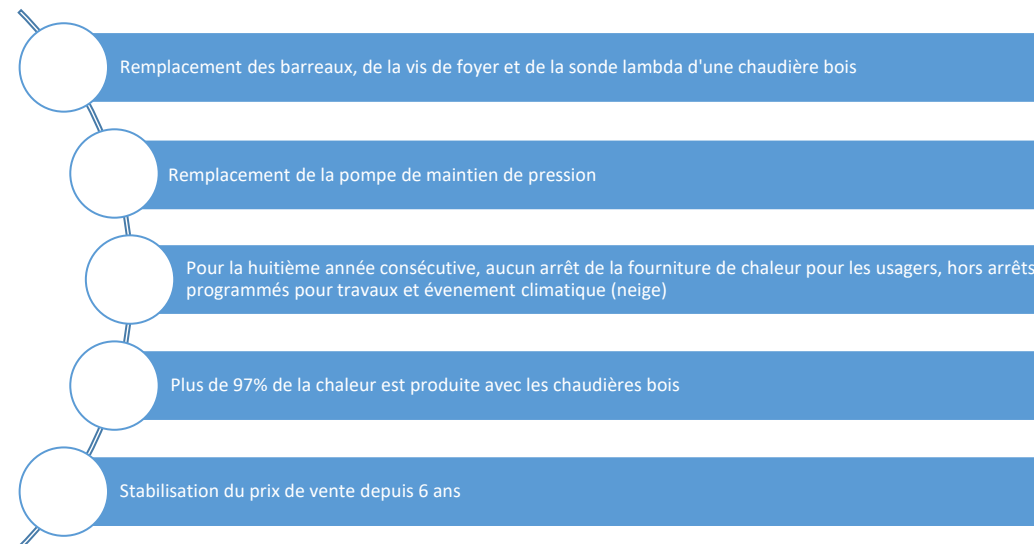 Remplacement des barreaux, de la vis de foyer et de la sonde lambda d'une chaudière bois
Remplacement de la pompe de maintien de pression
Pour la huitième année consécutive, aucun arrêt de la fourniture de chaleur pour les usagers, hors arrêts
programmés pour travaux et évenement climatique (neige)
Plus de 97% de la chaleur est produite avec les chaudières bois
Stabilisation du prix de vente depuis 6 ans